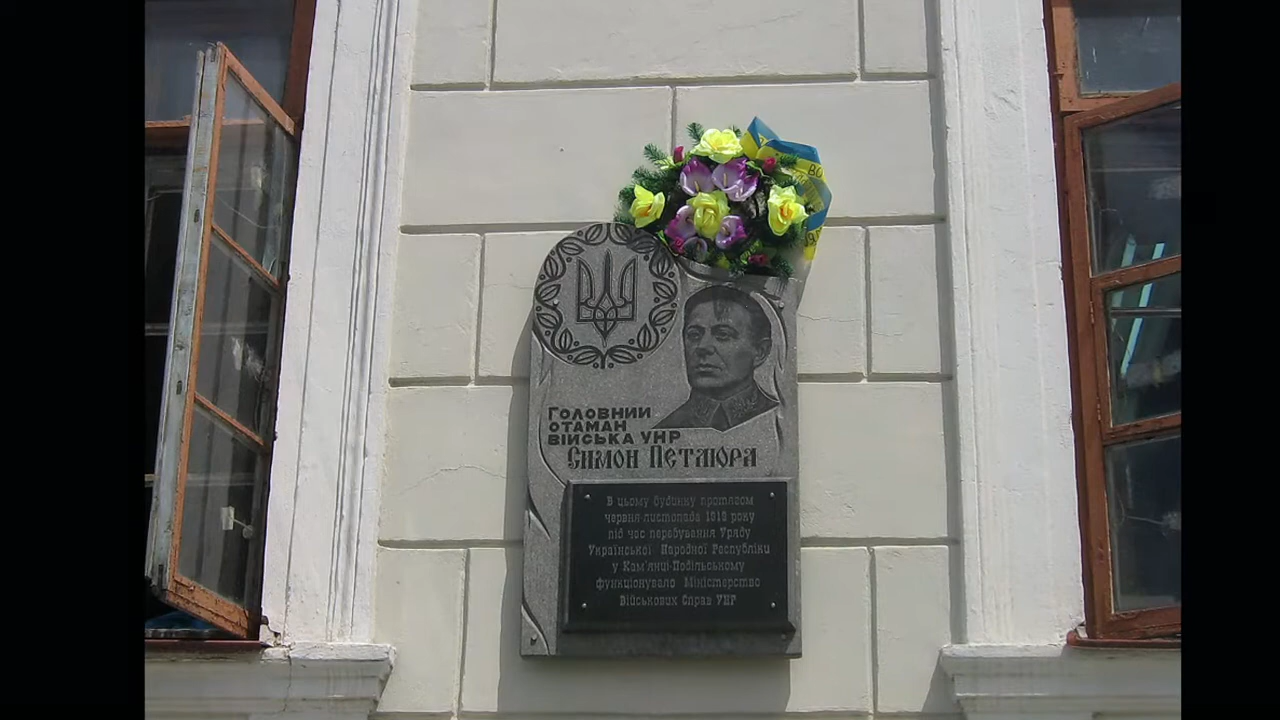 Головний
отаман
війська УНР
Симон Петлюра
В цьому будинку протягом
червня-листопада 1919 року
під час перебування Уряду
Української Народної Республіки
у Кам'янці-Подільському
функціонувало Міністерство
Військових Справ УНР